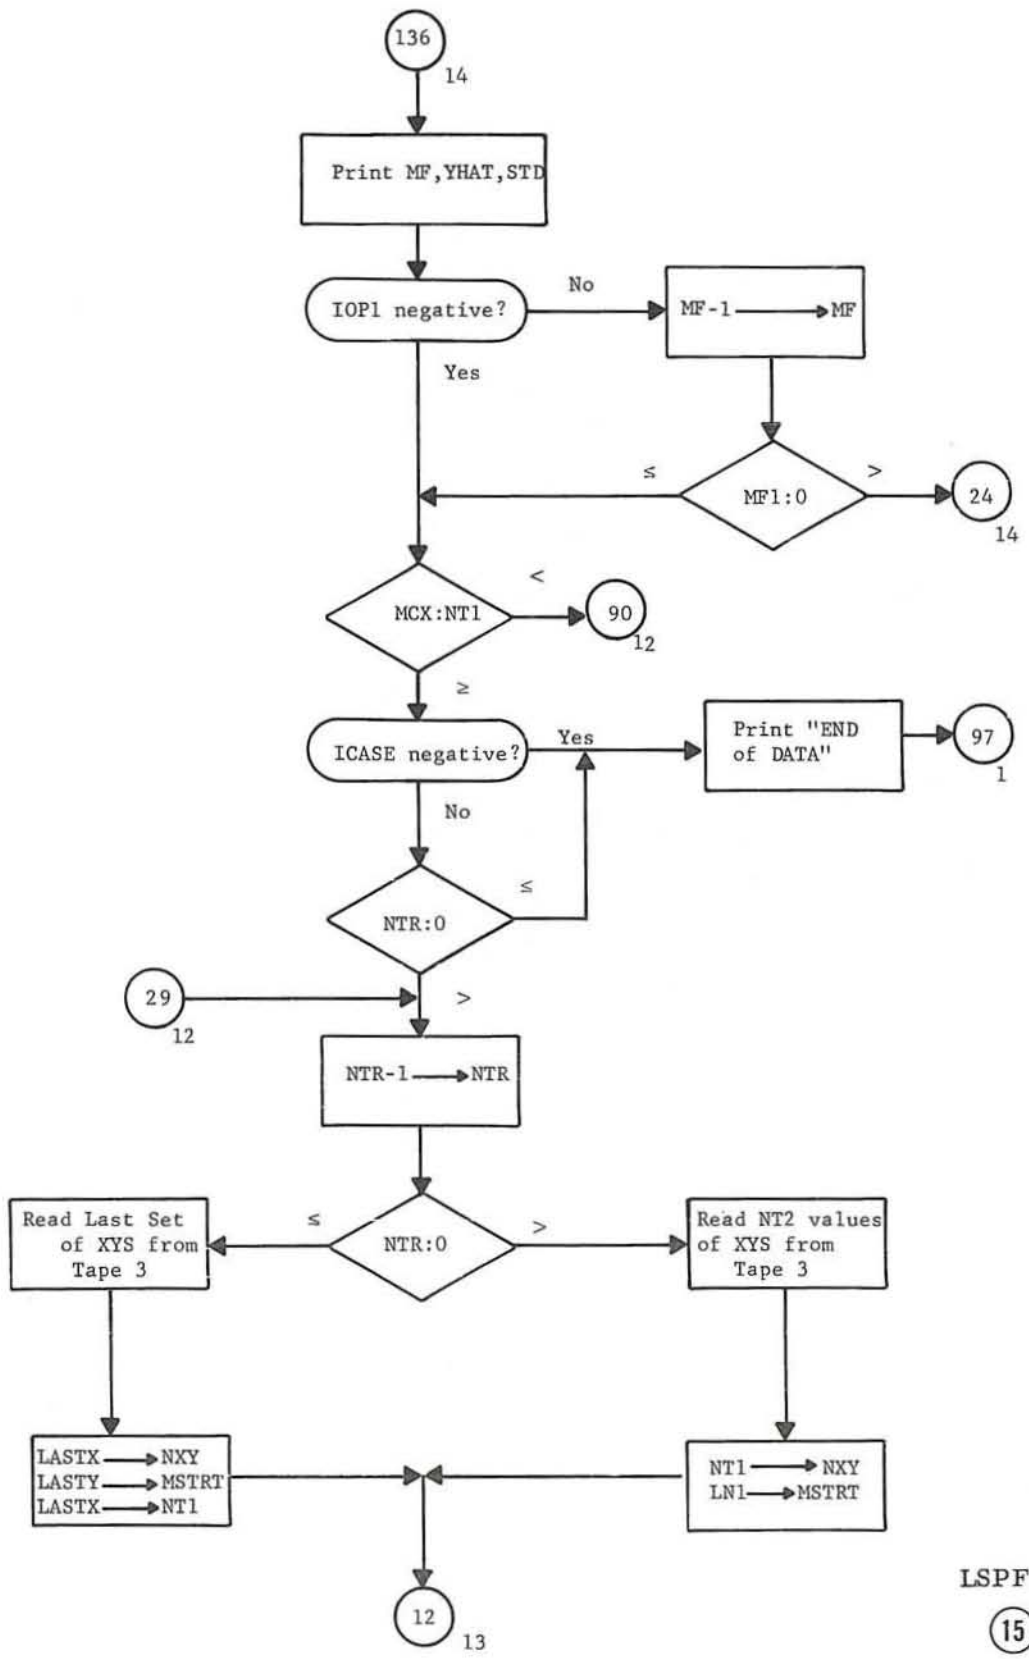 136
14
Print MF,YHAT,STD
IOP1 negative?
No
MF-1 → MF
Yes
≤
MF1:0
>
24
14
MCX:NT1
<
90
12
≥
ICASE negative?
Yes
Print "END
of DATA"
97
1
No
NTR:0
≤
29
12
>
NTR-1 → NTR
Read Last Set
of XYS from
Tape 3
≤
NTR:0
>
Read NT2 values
of XYS from
Tape 3
LASTX → NXY
LASTY → MSTRT
LASTX → NT1
NT1 → NXY
LN1 → MSTRT
12
13
LSPF
15